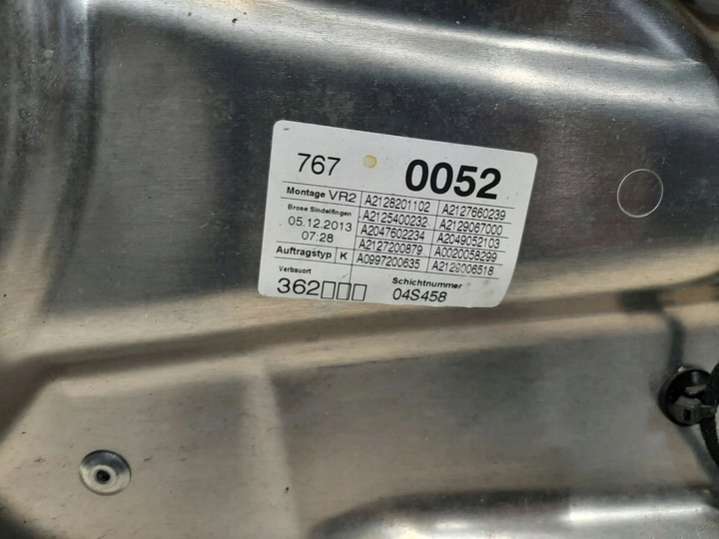 767 0052
Montage VR2 A2128201102 A2127660239
Brose Sindelfingen A2125400232 A2129067000
05.12.2013 A2047602234 A2049052103
07:28 A2127200879 A0020058299
Auftragstyp K A0997200635 A2129006518
Verbauort Schichtnummer
362□□□ 04S458